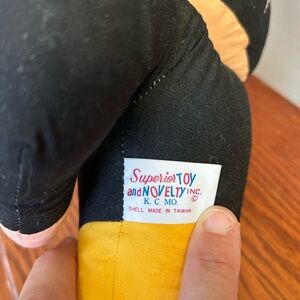 Superior TOY
and NOVELTY INC.
©
K. C. MO.
SHELL MADE IN TAIWAN